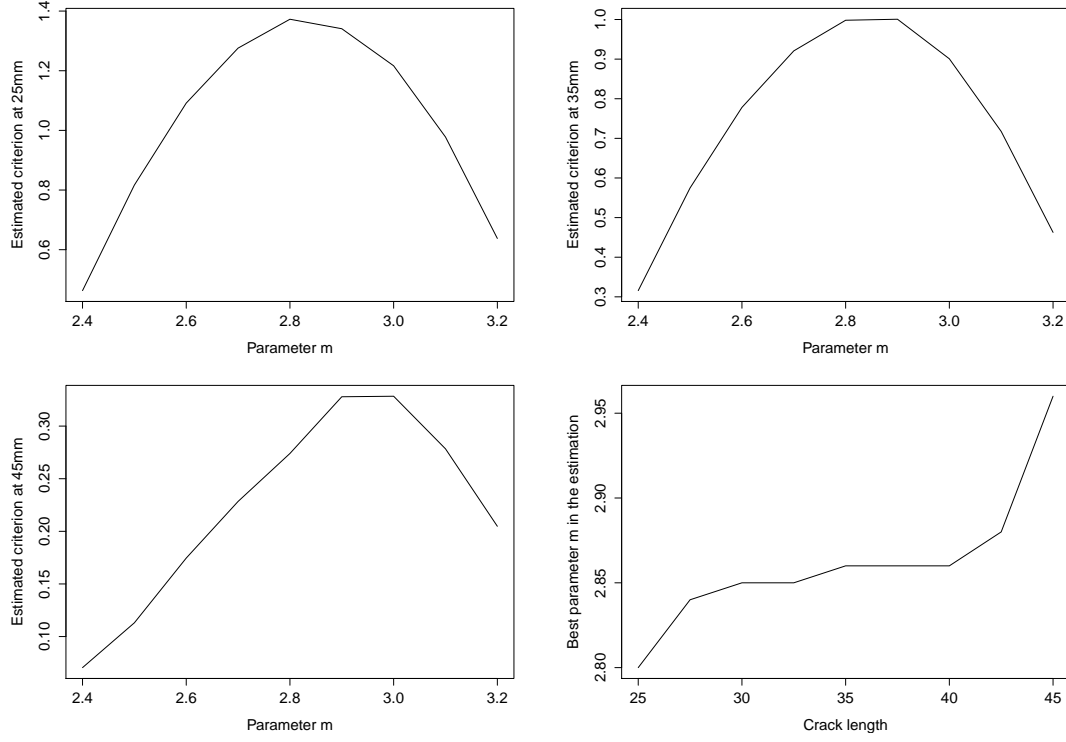 Estimated criterion at 25mm
1.4
1.2
1.0
0.8
0.6
2.4 2.6 2.8 3.0 3.2
Parameter m
Estimated criterion at 35mm
1.0
0.9
0.8
0.7
0.6
0.5
0.4
0.3
2.4 2.6 2.8 3.0 3.2
Parameter m
Estimated criterion at 45mm
0.30
0.25
0.20
0.15
0.10
2.4 2.6 2.8 3.0 3.2
Parameter m
Best parameter m in the estimation
2.95
2.90
2.85
2.80
25 30 35 40 45
Crack length